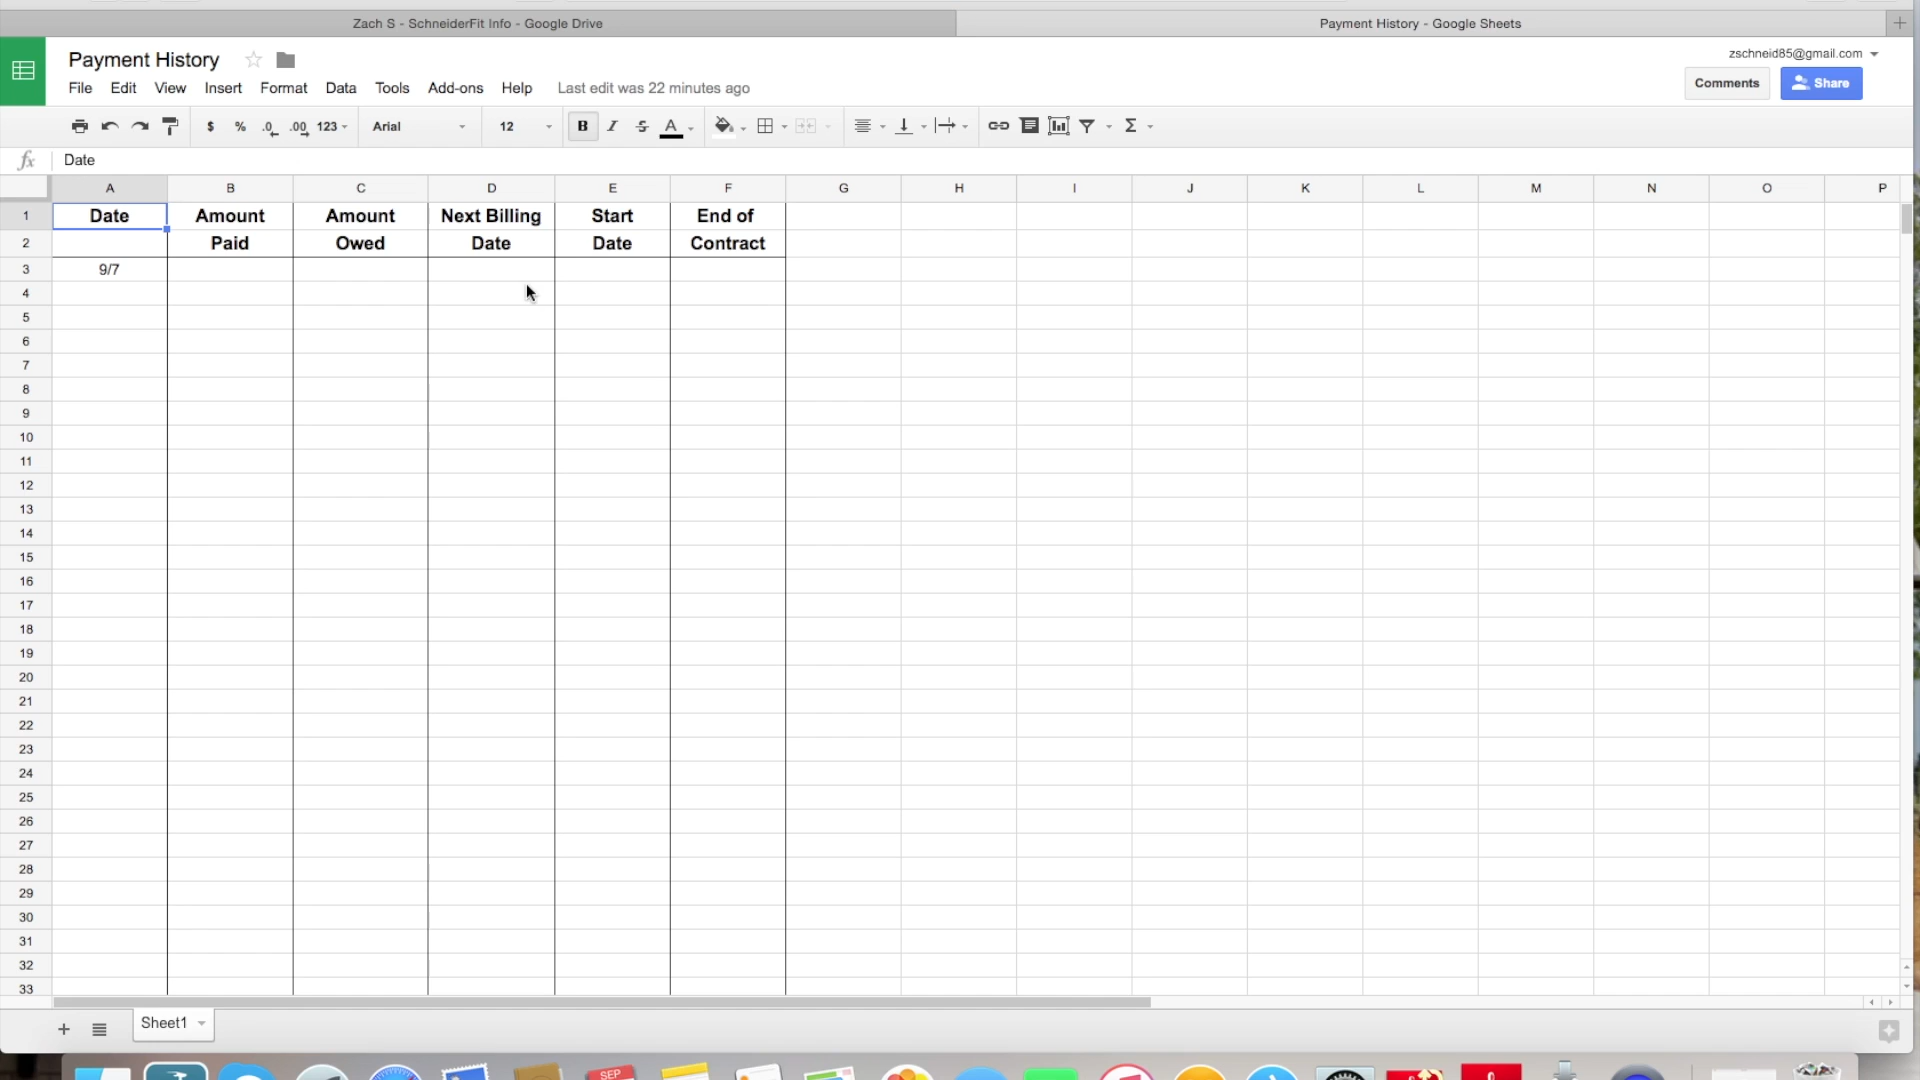 Zach S - SchneiderFit Info - Google Drive
Payment History - Google Sheets
Payment History
zschneid85@gmail.com
File Edit View Insert Format Data Tools Add-ons Help Last edit was 22 minutes ago
Comments
Share
$ % .0 .00 123 Arial 12 B I S A Σ
fx Date
A B C D E F G H I J K L M N O P
1 Date Amount Amount Next Billing Start End of
2 Paid Owed Date Date Contract
3 9/7
4
5
6
7
8
9
10
11
12
13
14
15
16
17
18
19
20
21
22
23
24
25
26
27
28
29
30
31
32
33
+ Sheet1
SEP